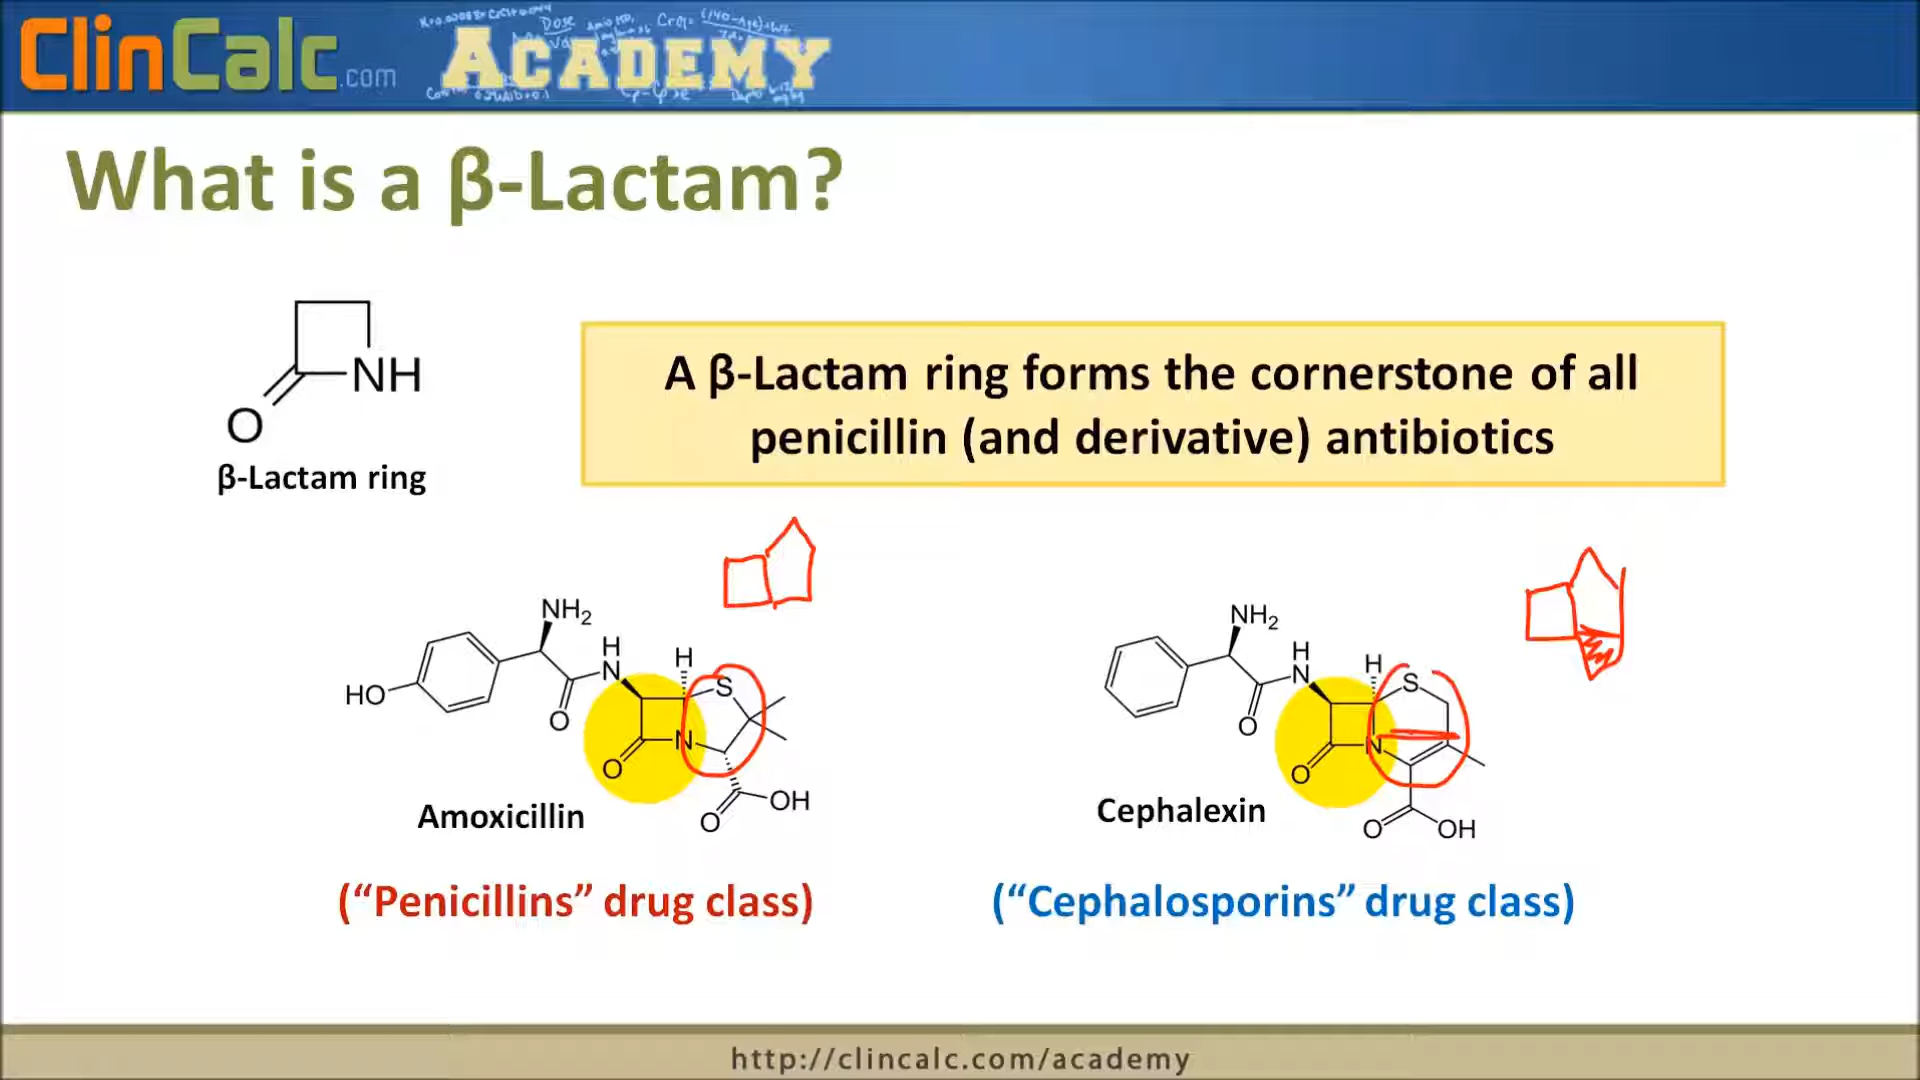 ClinCalc.com ACADEMY
What is a β-Lactam?
NH
O
β-Lactam ring
A β-Lactam ring forms the cornerstone of all
penicillin (and derivative) antibiotics
NH2
H
N
H
S
HO
O
N
O
OH
O
Amoxicillin
("Penicillins” drug class)
NH2
H
N
H
S
O
N
O
O
OH
Cephalexin
(“Cephalosporins” drug class)
http://clincalc.com/academy